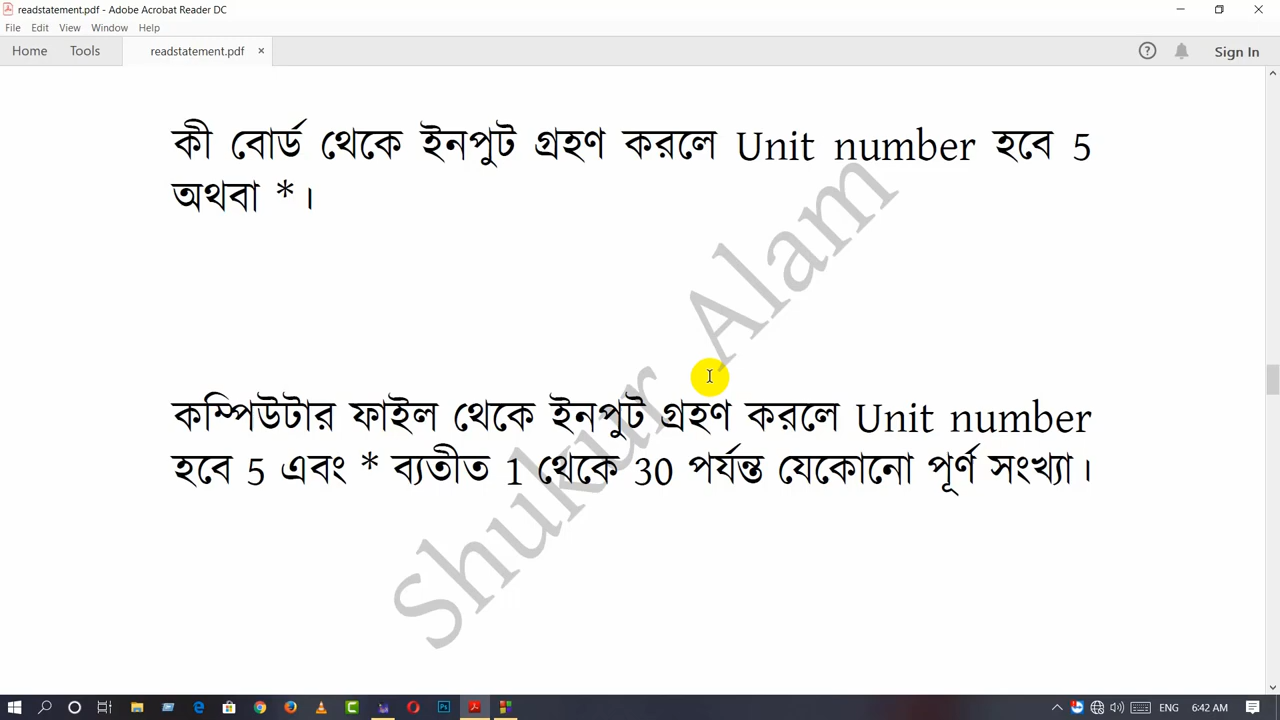 readstatement.pdf - Adobe Acrobat Reader DC
File Edit View Window Help
Home Tools readstatement.pdf × Sign In
কী বোর্ড থেকে ইনপুট গ্রহণ করলে Unit number হবে 5
অথবা *।
কম্পিউটার ফাইল থেকে ইনপুট গ্রহণ করলে Unit number
হবে 5 এবং * ব্যতীত 1 থেকে 30 পর্যন্ত যেকোনো পূর্ণ সংখ্যা।
Shukur Alam
ENG 6:42 AM